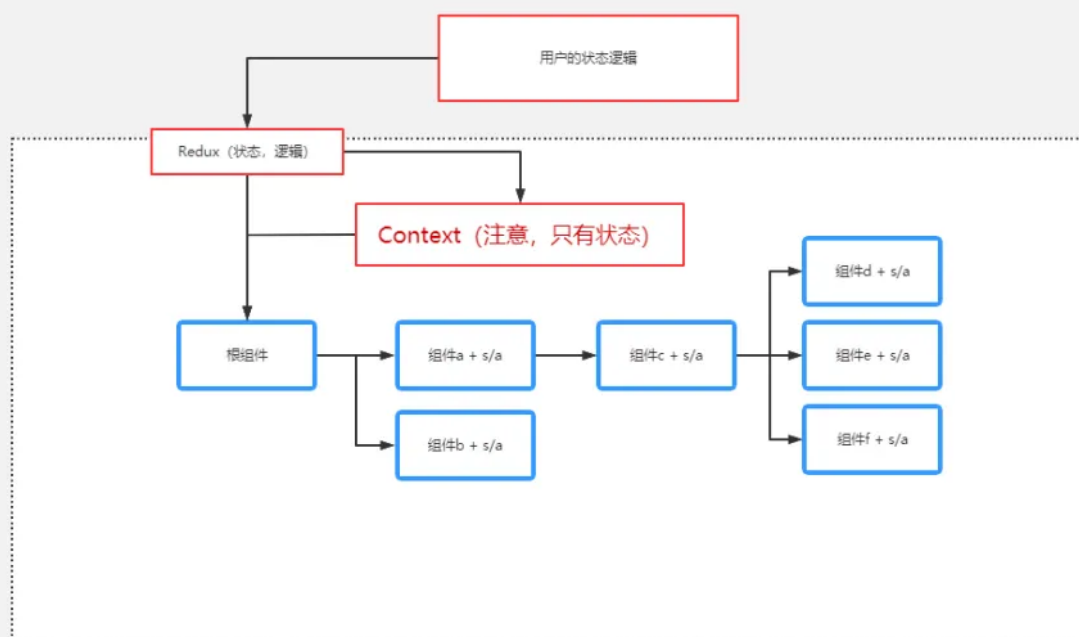 用户的状态逻辑
Redux（状态，逻辑）
Context（注意，只有状态）
组件d + s/a
根组件
组件a + s/a
组件c + s/a
组件e + s/a
组件b + s/a
组件f + s/a